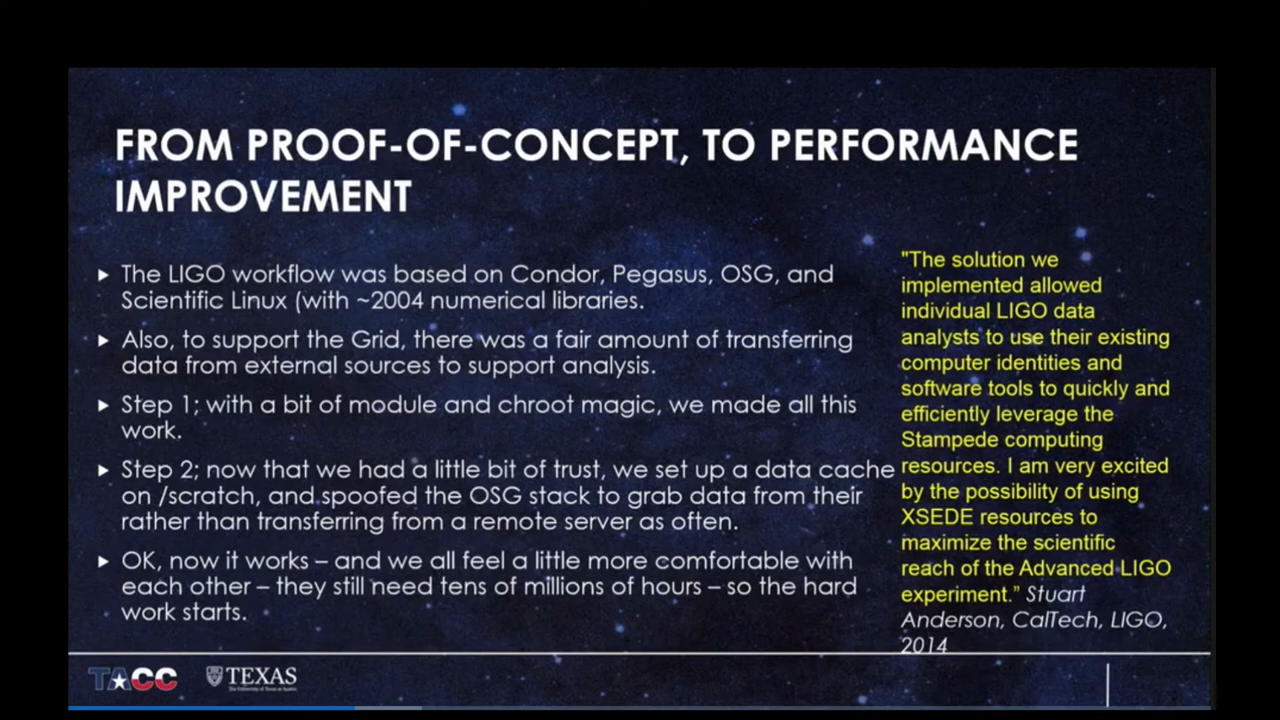 FROM PROOF-OF-CONCEPT, TO PERFORMANCE
IMPROVEMENT
▸ The LIGO workflow was based on Condor, Pegasus, OSG, and
Scientific Linux (with ~2004 numerical libraries.
▸ Also, to support the Grid, there was a fair amount of transferring
data from external sources to support analysis.
▸ Step 1; with a bit of module and chroot magic, we made all this
work.
▸ Step 2; now that we had a little bit of trust, we set up a data cache
on /scratch, and spoofed the OSG stack to grab data from their
rather than transferring from a remote server as often.
▸ OK, now it works – and we all feel a little more comfortable with
each other – they still need tens of millions of hours – so the hard
work starts.
"The solution we
implemented allowed
individual LIGO data
analysts to use their existing
computer identities and
software tools to quickly and
efficiently leverage the
Stampede computing
resources. I am very excited
by the possibility of using
XSEDE resources to
maximize the scientific
reach of the Advanced LIGO
experiment.” Stuart
Anderson, CalTech, LIGO,
2014
TACC
TEXAS
The University of Texas at Austin